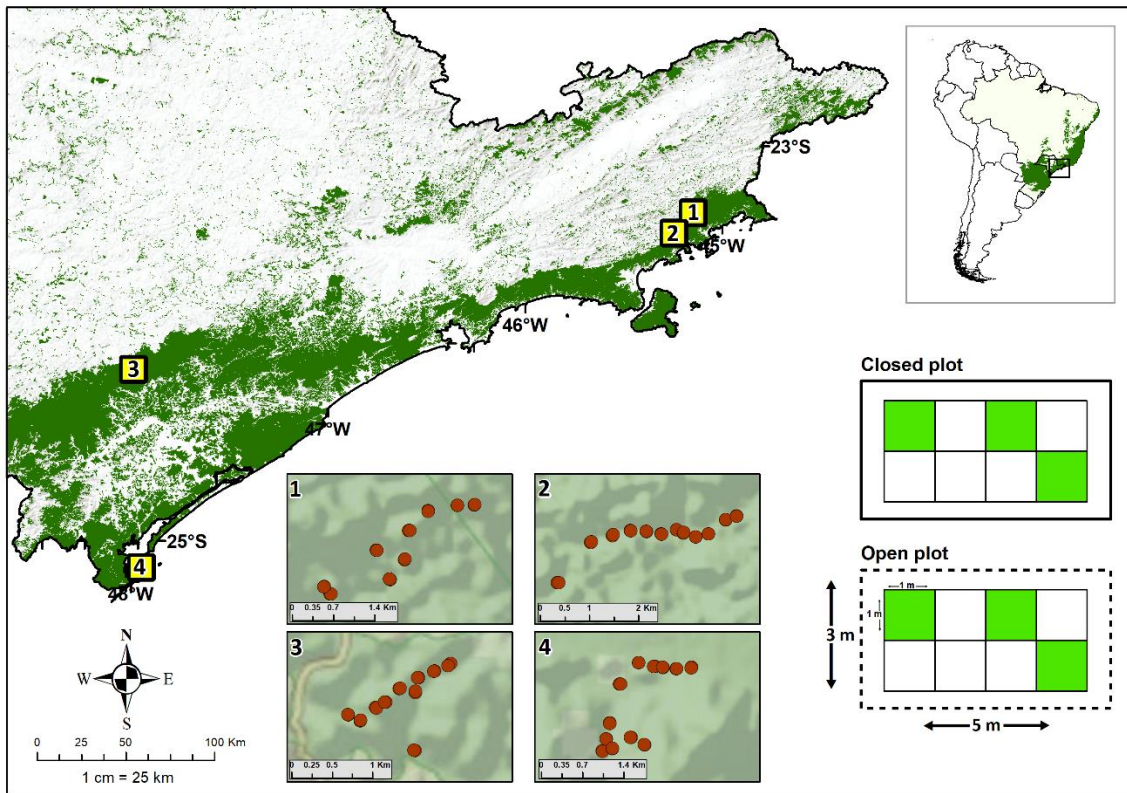 1
2
3
4
23°S
45°W
46°W
47°W
25°S
48°W
N
W E
S
0 25 50 100 Km
1 cm = 25 km
1
0 0.35 0.7 1.4 Km
2
0 0.5 1 2 Km
3
0 0.25 0.5 1 Km
4
0 0.35 0.7 1.4 Km
Closed plot
Open plot
1 m
1 m
3 m
5 m